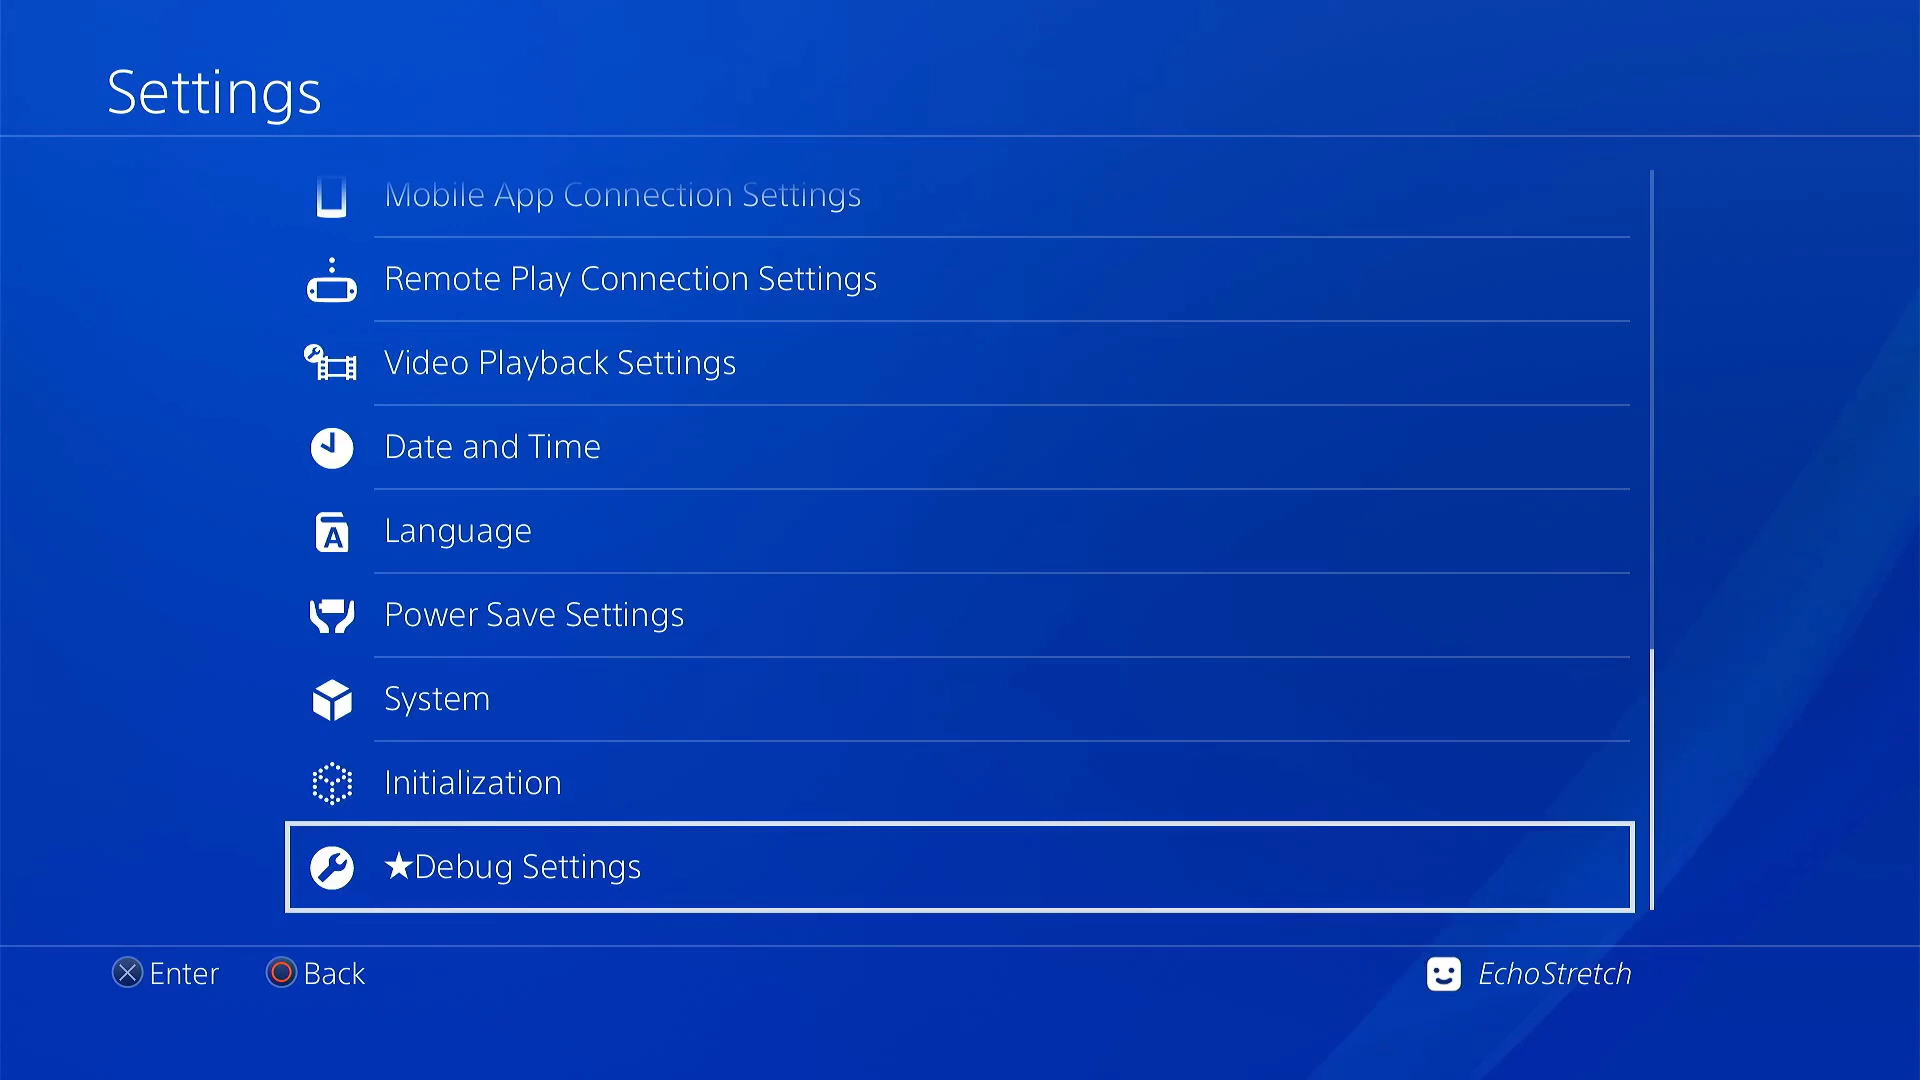 Settings
Mobile App Connection Settings
Remote Play Connection Settings
Video Playback Settings
Date and Time
A Language
Power Save Settings
System
Initialization
★Debug Settings
Enter Back EchoStretch